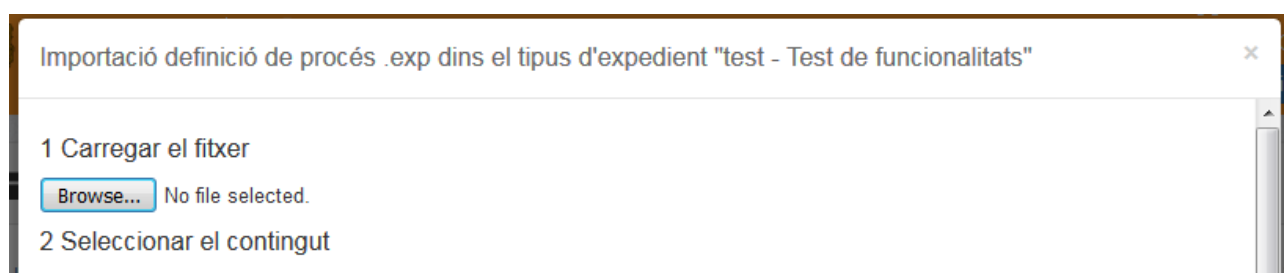 Importació definició de procés .exp dins el tipus d'expedient "test - Test de funcionalitats" ×
1 Carregar el fitxer
Browse... No file selected.
2 Seleccionar el contingut